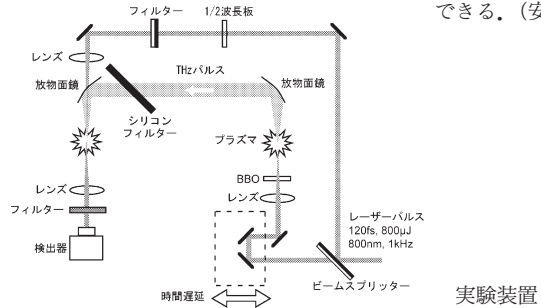 できる．（安
フィルター
1/2波長板
レンズ
THzパルス
放物面鏡
放物面鏡
シリコン
フィルター
プラズマ
BBO
レンズ
レンズ
フィルター
レーザーパルス
120fs, 800μJ
800nm, 1kHz
検出器
ビームスプリッター
時間遅延
実験装置